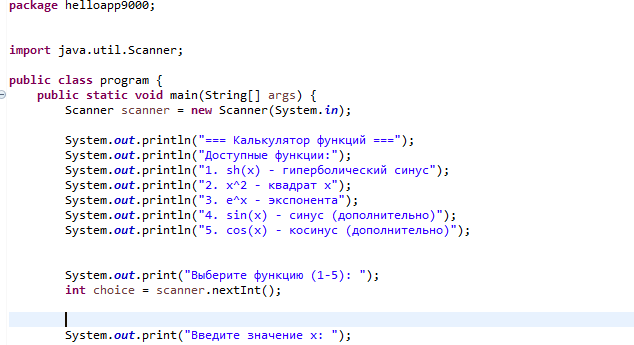 package helloapp9000;
import java.util.Scanner;
public class program {
public static void main(String[] args) {
Scanner scanner = new Scanner(System.in);
System.out.println("=== Калькулятор функций ===");
System.out.println("Доступные функции:");
System.out.println("1. sh(x) - гиперболический синус");
System.out.println("2. x^2 - квадрат x");
System.out.println("3. e^x - экспонента");
System.out.println("4. sin(x) - синус (дополнительно)");
System.out.println("5. cos(x) - косинус (дополнительно)");
System.out.print("Выберите функцию (1-5): ");
int choice = scanner.nextInt();
System.out.print("Введите значение x: ");